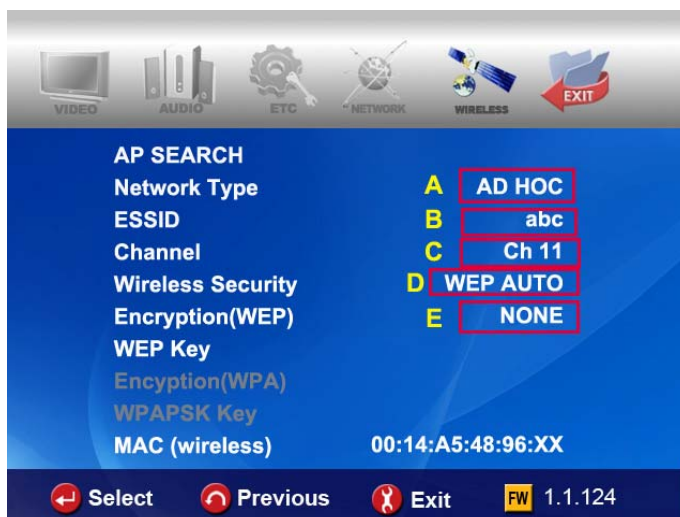 VIDEO AUDIO ETC NETWORK WIRELESS EXIT
AP SEARCH
Network Type A AD HOC
ESSID B abc
Channel C Ch 11
Wireless Security D WEP AUTO
Encryption(WEP) E NONE
WEP Key
Encyption(WPA)
WPAPSK Key
MAC (wireless) 00:14:A5:48:96:XX
Select Previous Exit FW 1.1.124